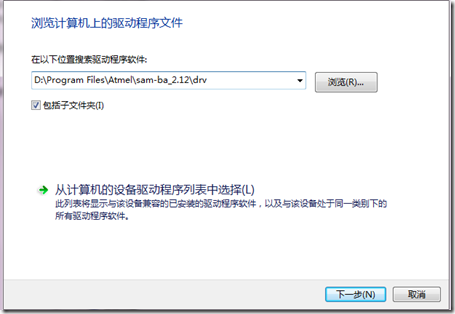 浏览计算机上的驱动程序文件
在以下位置搜索驱动程序软件:
D:\Program Files\Atmel\sam-ba_2.12\drv
浏览(R)...
包括子文件夹(I)
从计算机的设备驱动程序列表中选择(L)
此列表将显示与该设备兼容的已安装的驱动程序软件，以及与该设备处于同一类别下的
所有驱动程序软件。
下一步(N)
取消